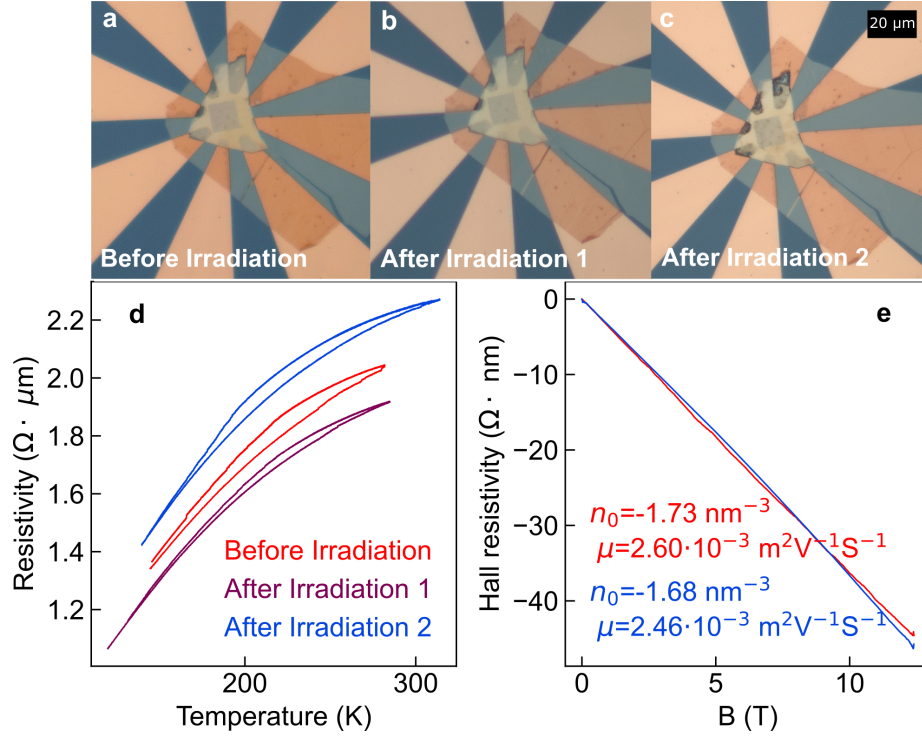 a
b
c
20 μm
Before Irradiation
After Irradiation 1
After Irradiation 2
d
Resistivity (Ω· μm)
2.2
2.0
1.8
1.6
1.4
1.2
Before Irradiation
After Irradiation 1
After Irradiation 2
200
300
Temperature (K)
e
Hall resistivity (Ω· nm)
0
−10
−20
−30
−40
n₀=-1.73 nm⁻³
μ=2.60·10⁻³ m²V⁻¹S⁻¹
n₀=-1.68 nm⁻³
μ=2.46·10⁻³ m²V⁻¹S⁻¹
0
5
10
B (T)